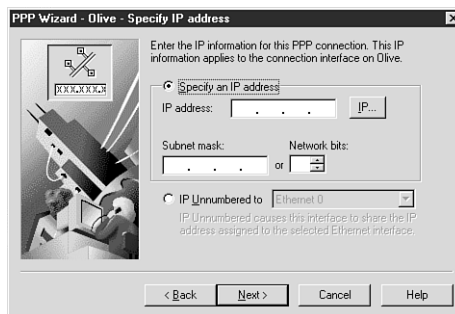 PPP Wizard - Olive - Specify IP address
Enter the IP information for this PPP connection. This IP
information applies to the connection interface on Olive.
Specify an IP address
IP address: . . . IP...
Subnet mask: Network bits:
. . . or
IP Unnumbered to Ethernet 0
IP Unnumbered causes this interface to share the IP
address assigned to the selected Ethernet interface.
XXX.XXX.X
< Back Next > Cancel Help